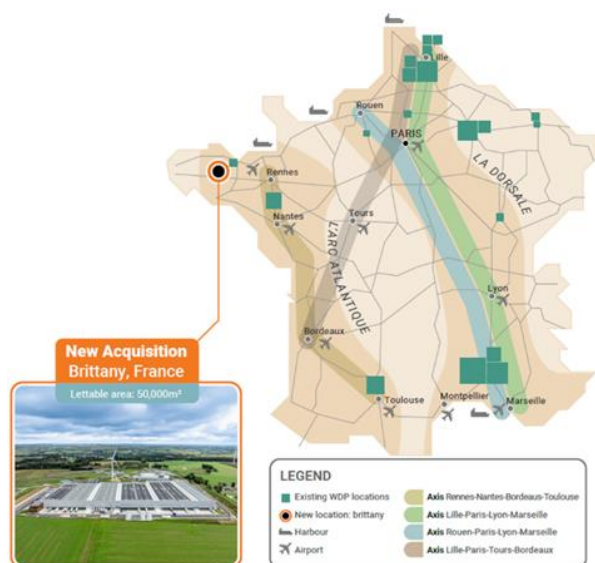 Lille
Rouen
PARIS
LA DORSALE
Rennes
Nantes
Tours
L'ARC ATLANTIQUE
Lyon
Bordeaux
New Acquisition
Brittany, France
Lettable area: 50,000m²
Toulouse
Montpellier
Marseille
LEGEND
Existing WDP locations
New location: brittany
Harbour
Airport
Axis Rennes-Nantes-Bordeaux-Toulouse
Axis Lille-Paris-Lyon-Marseille
Axis Rouen-Paris-Lyon-Marseille
Axis Lille-Paris-Tours-Bordeaux